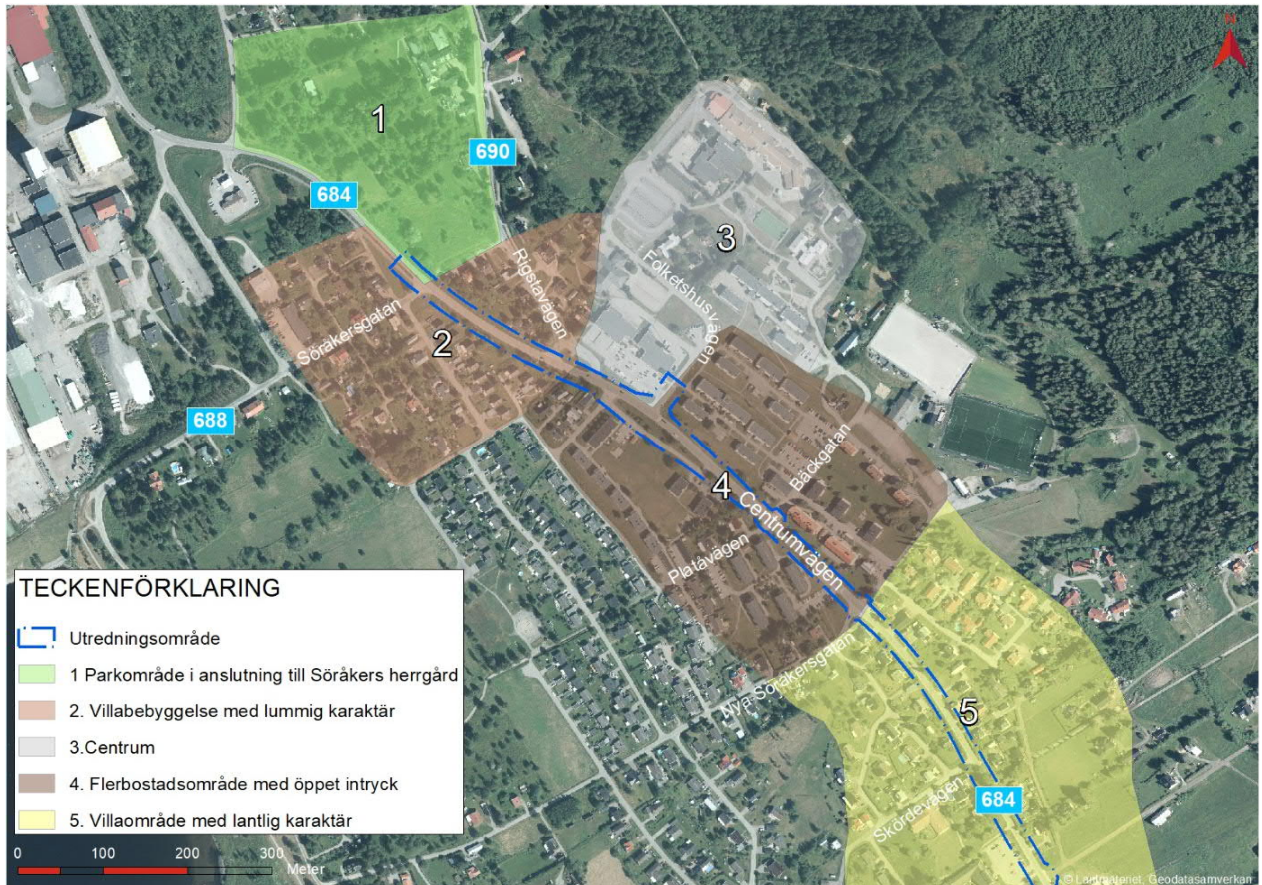 1
690
684
3
Rigstavägen
Folketshusvägen
Söråkersgatan
2
688
Bäckgatan
4
Centrumvägen
Platåvägen
Nya Söråkersgatan
5
684
Skördevägen
TECKENFÖRKLARING
Utredningsområde
1 Parkområde i anslutning till Söråkers herrgård
2. Villabebyggelse med lummig karaktär
3.Centrum
4. Flerbostadsområde med öppet intryck
5. Villaområde med lantlig karaktär
0 100 200 300
Meter
© Lantmäteriet, Geodatasamverkan